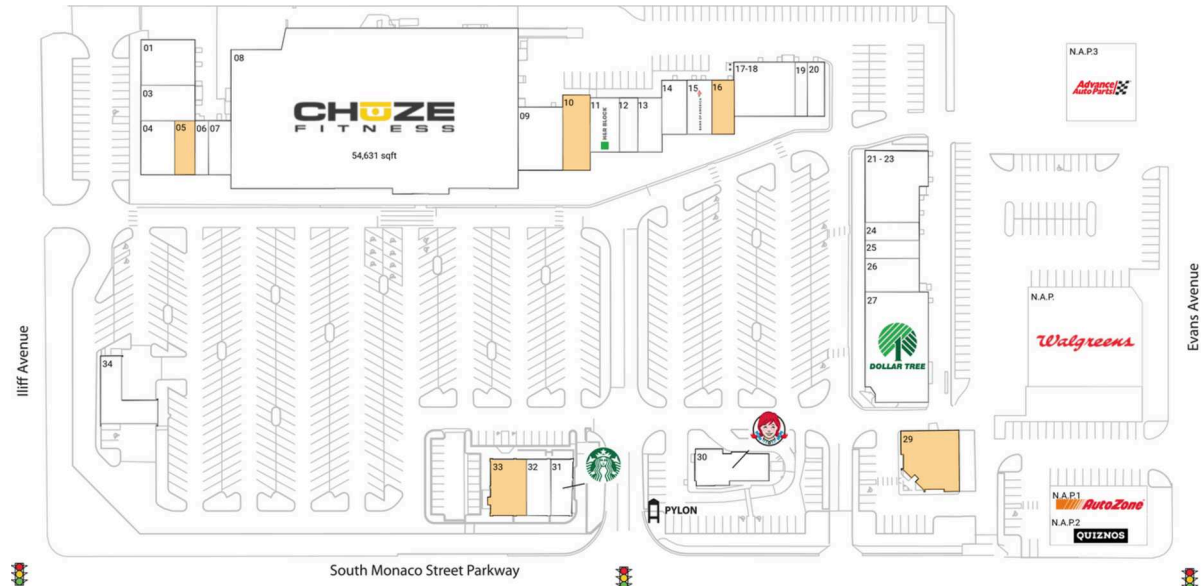 01
03
04
05
06
07
08
CHUZE
FITNESS
54,631 sqft
09
10
11
H&R BLOCK
12
13
14
15
16
17-18
19
20
N.A.P.3
Advance
Auto Parts
21 - 23
24
25
26
27
DOLLAR TREE
N.A.P.
Walgreens
Iliff Avenue
Evans Avenue
34
33
32
31
30
PYLON
29
N.A.P.1
AutoZone
N.A.P.2
QUIZNOS
South Monaco Street Parkway